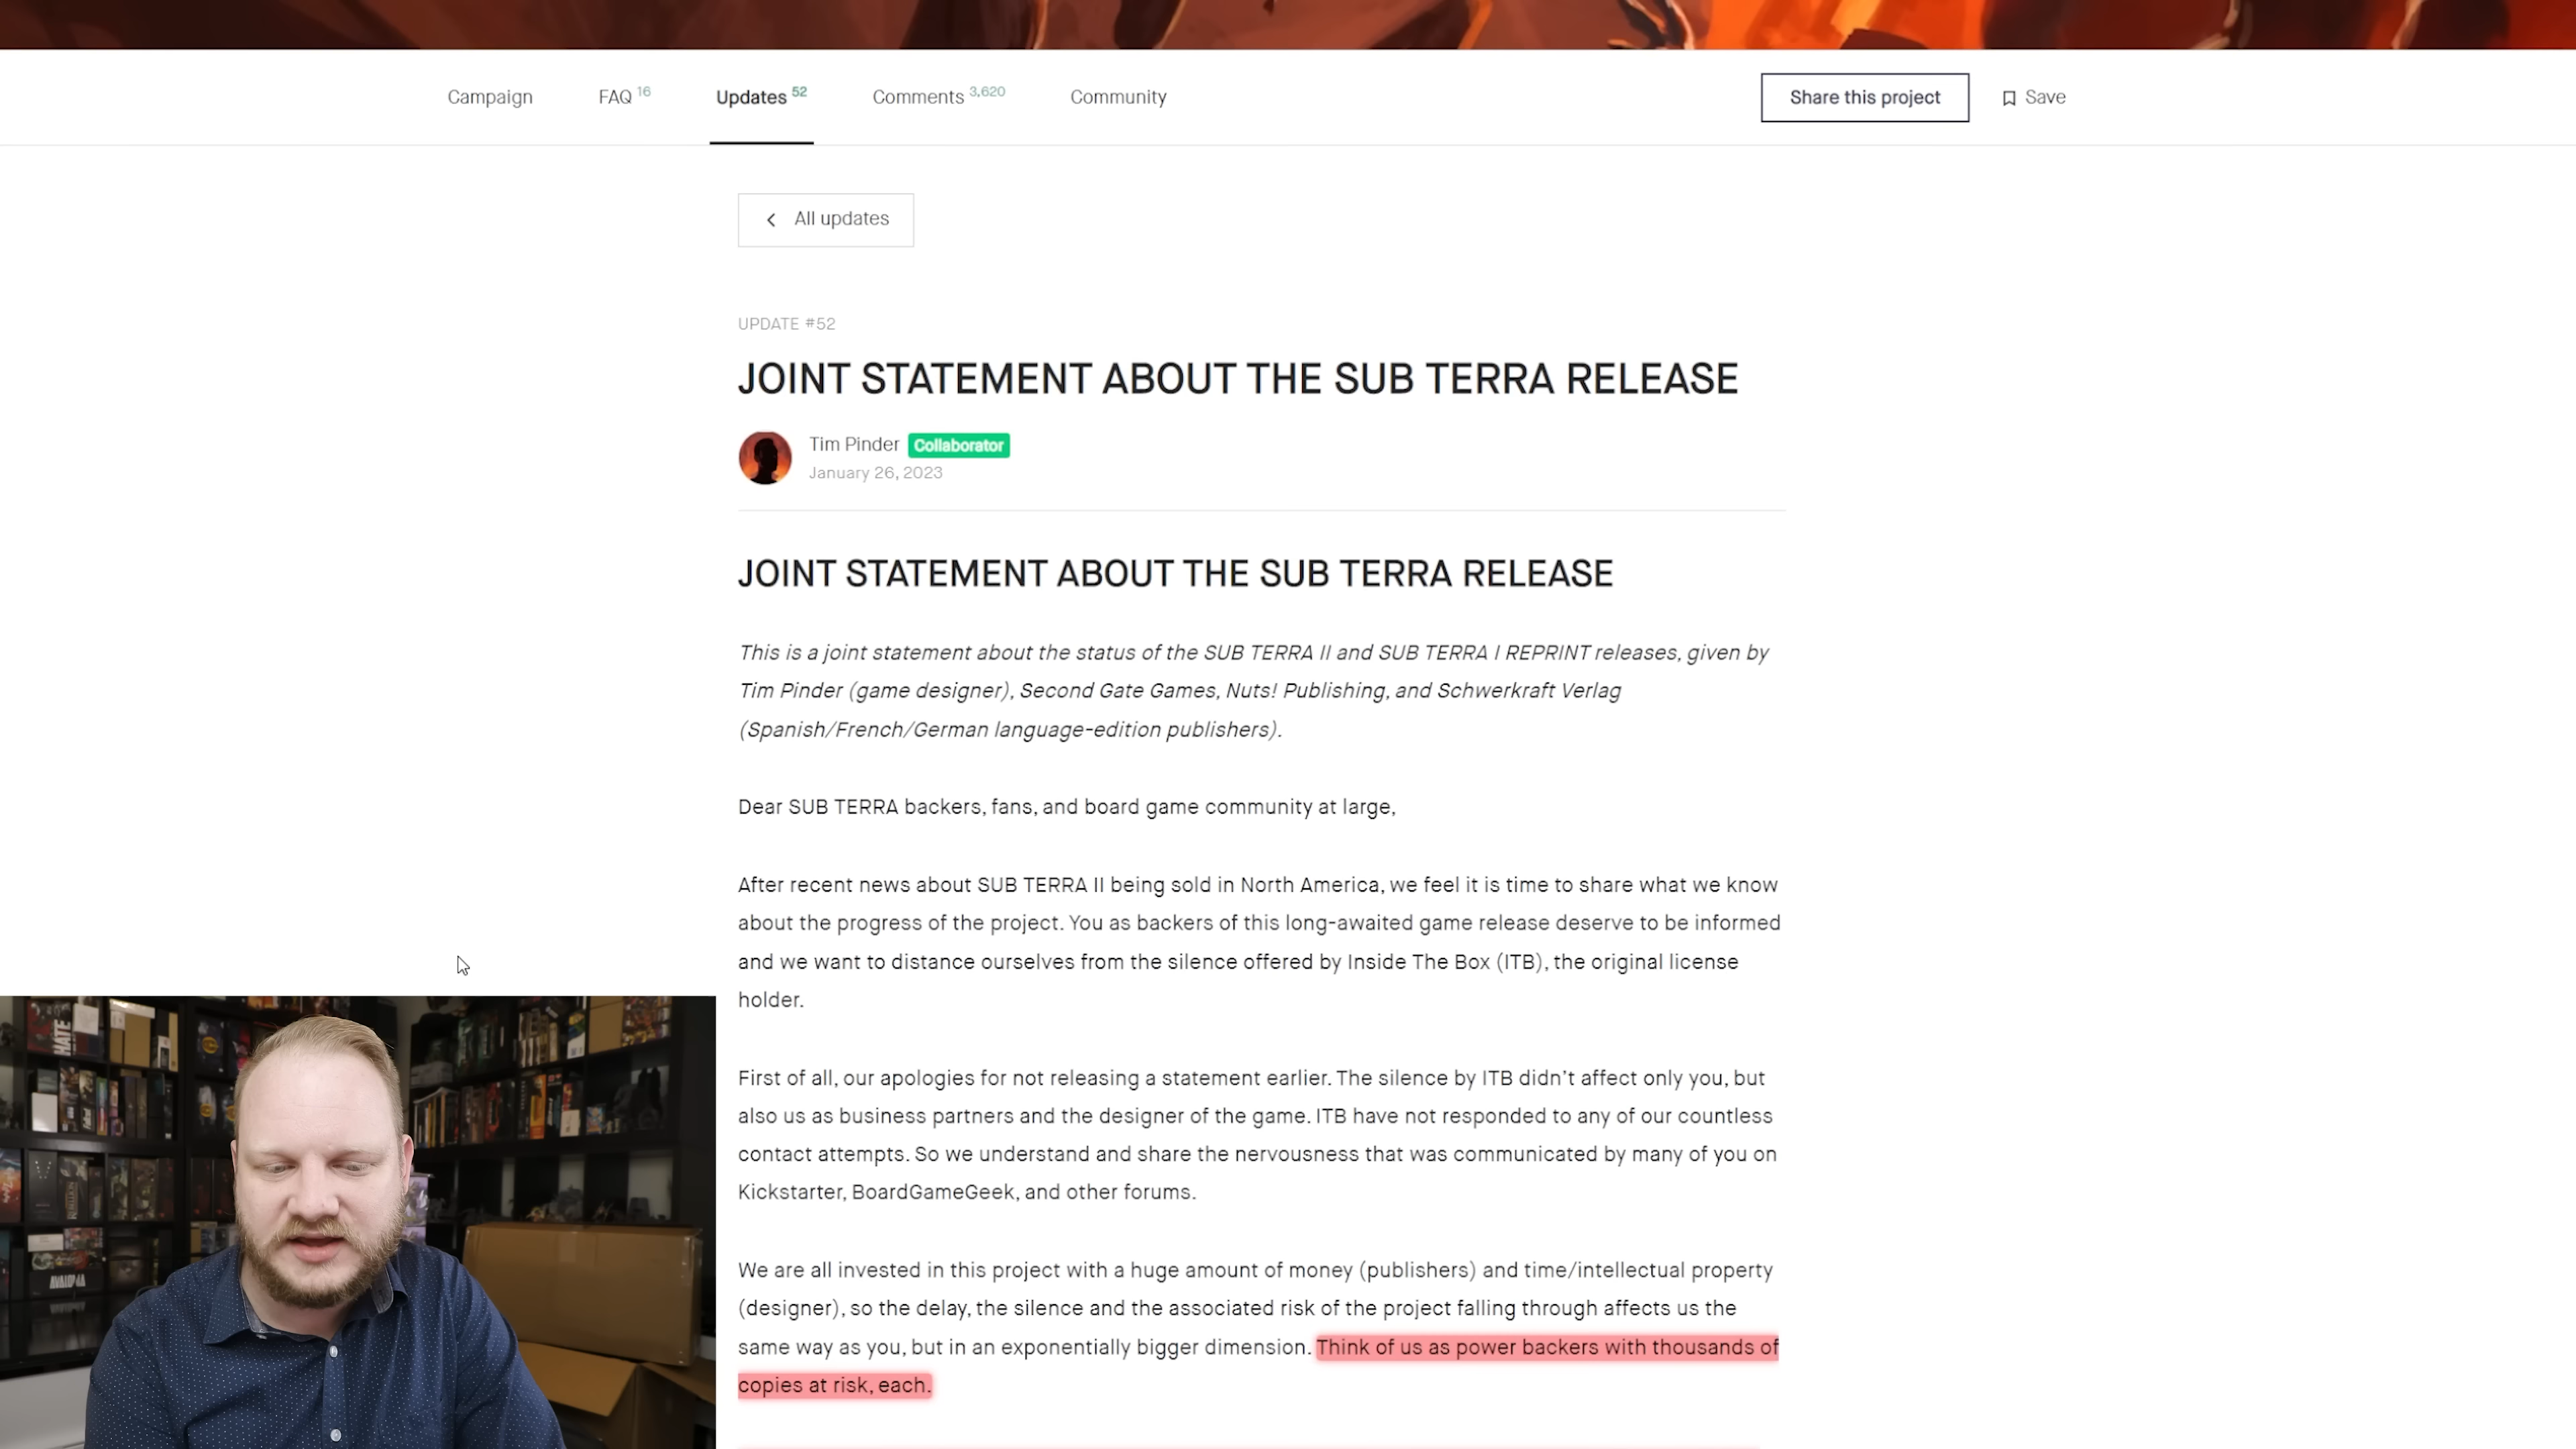 Campaign FAQ 16 Updates 52 Comments 3,620 Community Share this project Save
All updates
UPDATE #52
JOINT STATEMENT ABOUT THE SUB TERRA RELEASE
Tim Pinder Collaborator
January 26, 2023
JOINT STATEMENT ABOUT THE SUB TERRA RELEASE
This is a joint statement about the status of the SUB TERRA II and SUB TERRA I REPRINT releases, given by
Tim Pinder (game designer), Second Gate Games, Nuts! Publishing, and Schwerkraft Verlag
(Spanish/French/German language-edition publishers).
Dear SUB TERRA backers, fans, and board game community at large,
After recent news about SUB TERRA II being sold in North America, we feel it is time to share what we know
about the progress of the project. You as backers of this long-awaited game release deserve to be informed
and we want to distance ourselves from the silence offered by Inside The Box (ITB), the original license
holder.
First of all, our apologies for not releasing a statement earlier. The silence by ITB didn't affect only you, but
also us as business partners and the designer of the game. ITB have not responded to any of our countless
contact attempts. So we understand and share the nervousness that was communicated by many of you on
Kickstarter, BoardGameGeek, and other forums.
We are all invested in this project with a huge amount of money (publishers) and time/intellectual property
(designer), so the delay, the silence and the associated risk of the project falling through affects us the
same way as you, but in an exponentially bigger dimension. Think of us as power backers with thousands of
copies at risk, each.
HATE